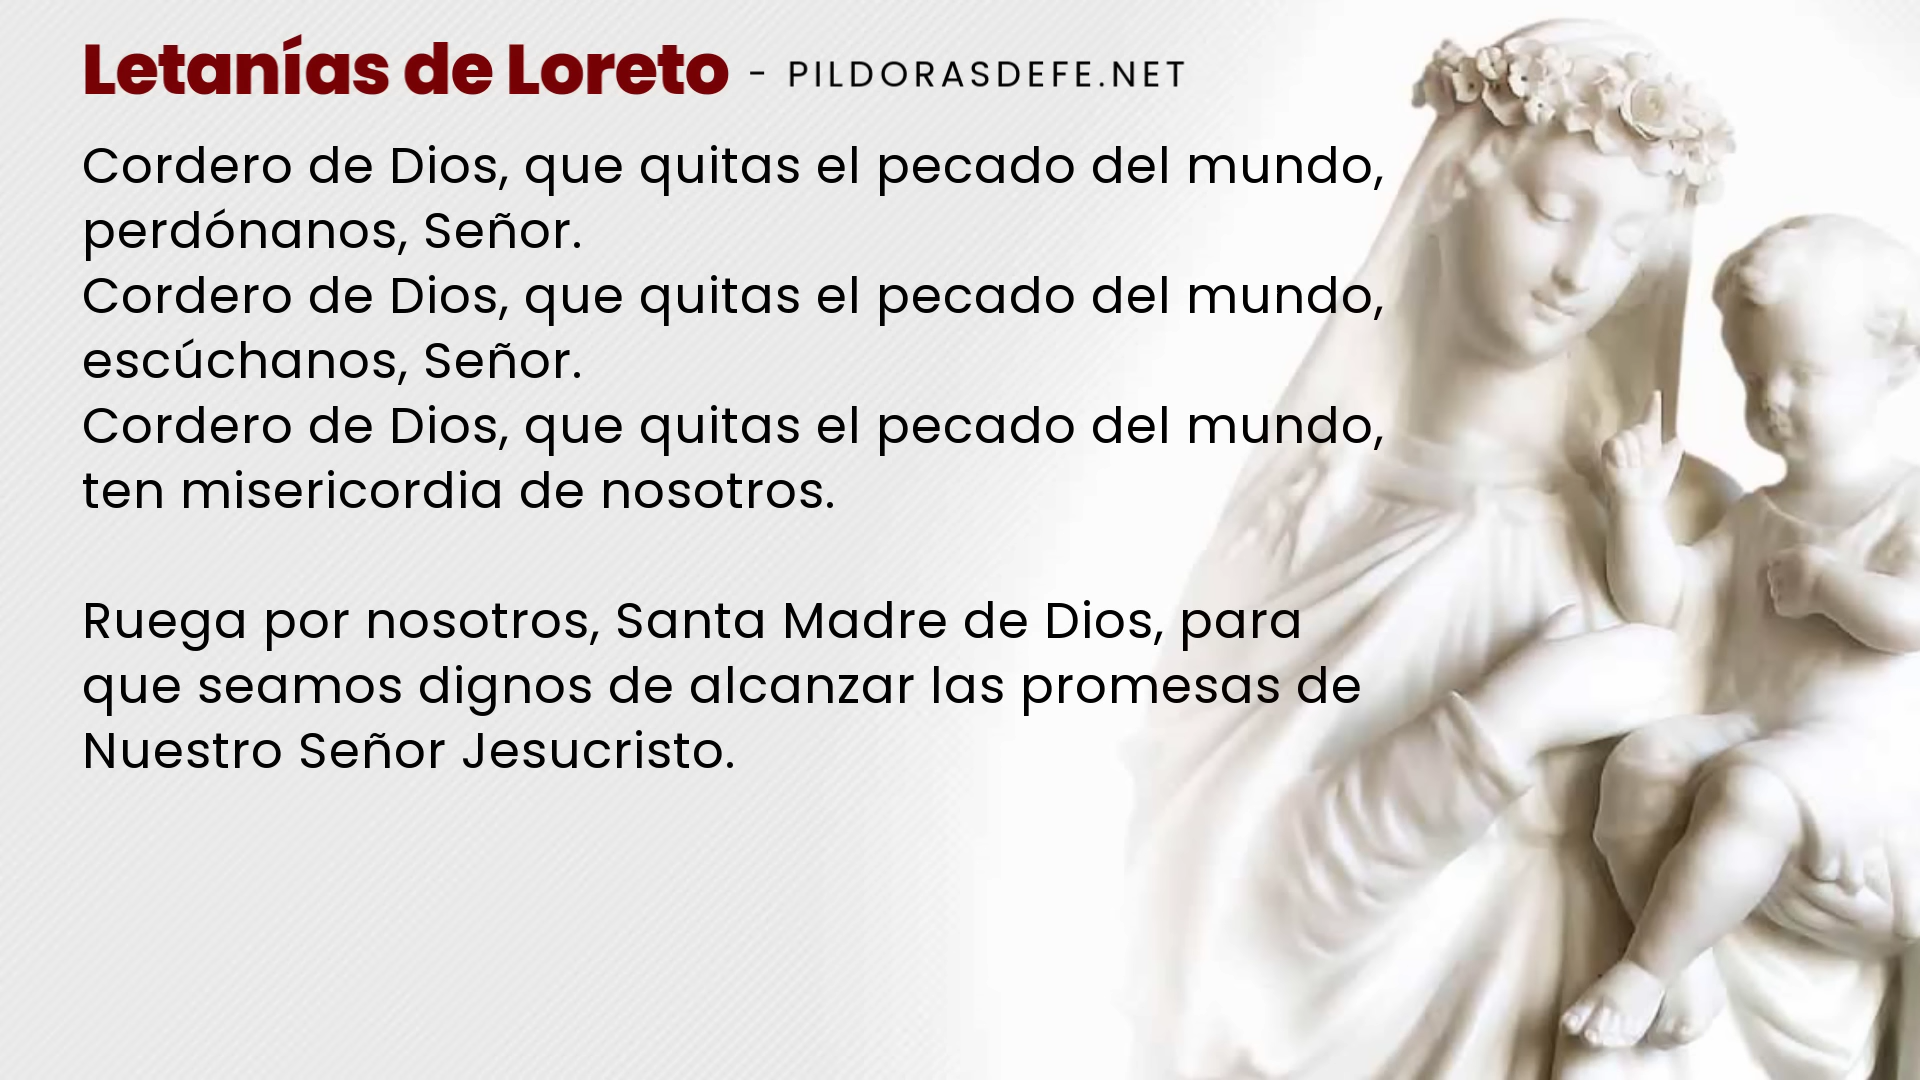 Letanías de Loreto - PILDORASDEFE.NET
Cordero de Dios, que quitas el pecado del mundo,
perdónanos, Señor.
Cordero de Dios, que quitas el pecado del mundo,
escúchanos, Señor.
Cordero de Dios, que quitas el pecado del mundo,
ten misericordia de nosotros.
Ruega por nosotros, Santa Madre de Dios, para
que seamos dignos de alcanzar las promesas de
Nuestro Señor Jesucristo.